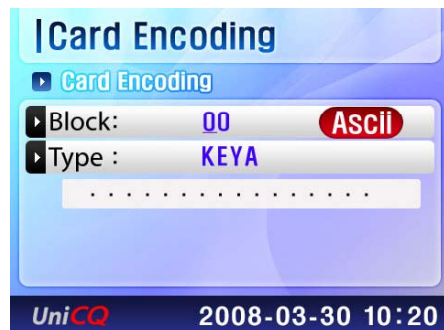 Card Encoding
Card Encoding
Block: 00 Ascii
Type : KEYA
. . . . . . . . . . . . . . . .
UniCQ 2008-03-30 10:20